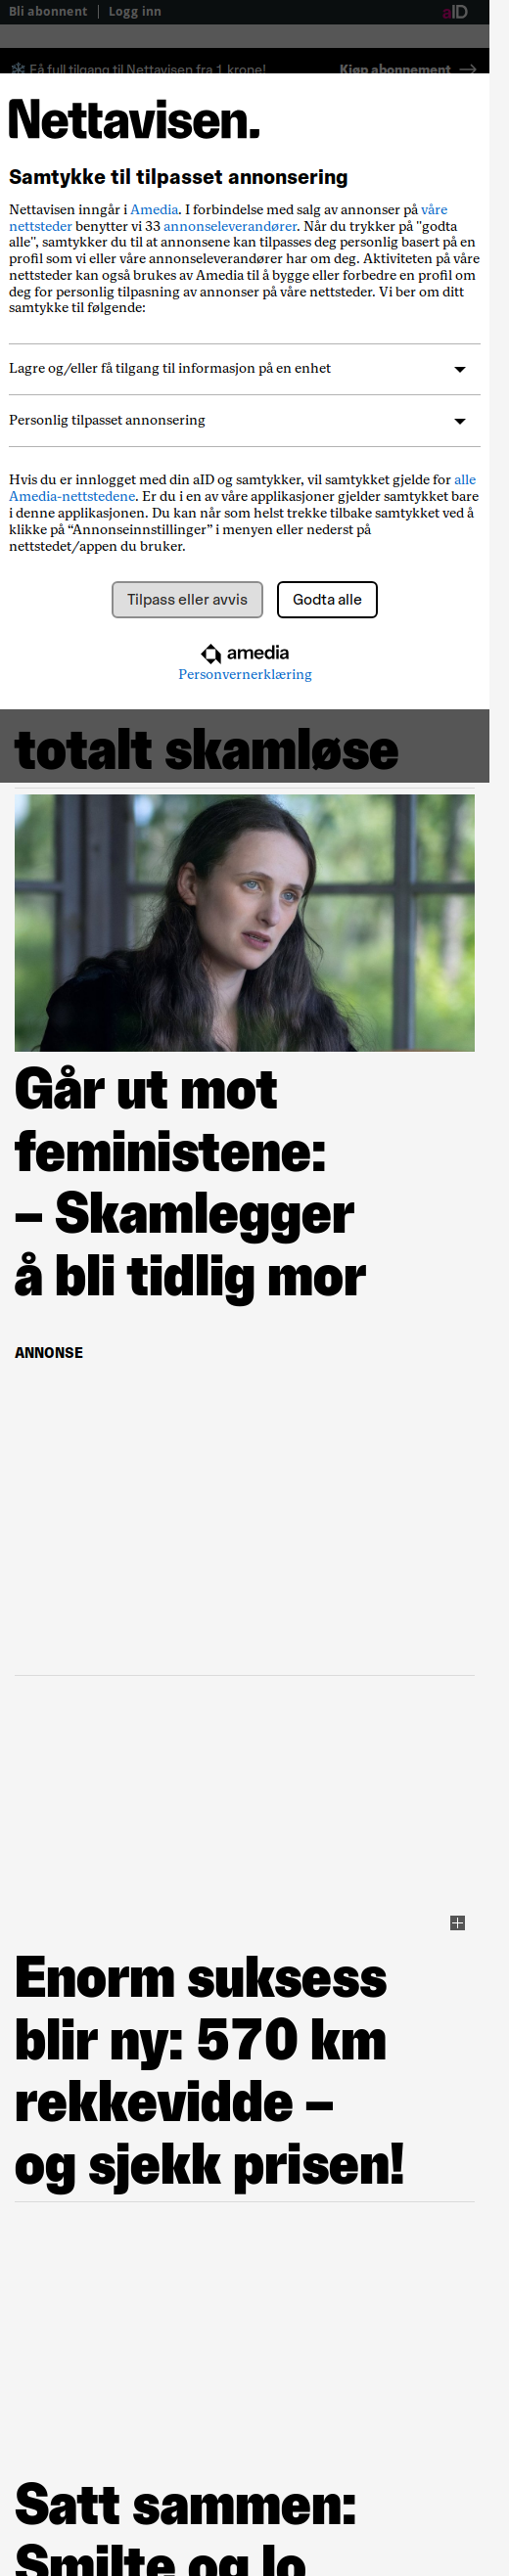 Bli abonnent
Logg inn
aID
Få full tilgang til Nettavisen fra 1 krone!
Kjøp abonnement
Nettavisen.
Samtykke til tilpasset annonsering
Nettavisen inngår i Amedia. I forbindelse med salg av annonser på våre
nettsteder benytter vi 33 annonseleverandører. Når du trykker på "godta
alle", samtykker du til at annonsene kan tilpasses deg personlig basert på en
profil som vi eller våre annonseleverandører har om deg. Aktiviteten på våre
nettsteder kan også brukes av Amedia til å bygge eller forbedre en profil om
deg for personlig tilpasning av annonser på våre nettsteder. Vi ber om ditt
samtykke til følgende:
Lagre og/eller få tilgang til informasjon på en enhet
Personlig tilpasset annonsering
Hvis du er innlogget med din aID og samtykker, vil samtykket gjelde for alle
Amedia-nettstedene. Er du i en av våre applikasjoner gjelder samtykket bare
i denne applikasjonen. Du kan når som helst trekke tilbake samtykket ved å
klikke på “Annonseinnstillinger” i menyen eller nederst på
nettstedet/appen du bruker.
Tilpass eller avvis
Godta alle
amedia
Personvernerklæring
totalt skamløse
Går ut mot
feministene:
– Skamlegger
å bli tidlig mor
ANNONSE
Enorm suksess
blir ny: 570 km
rekkevidde –
og sjekk prisen!
Satt sammen:
Smilte og lo